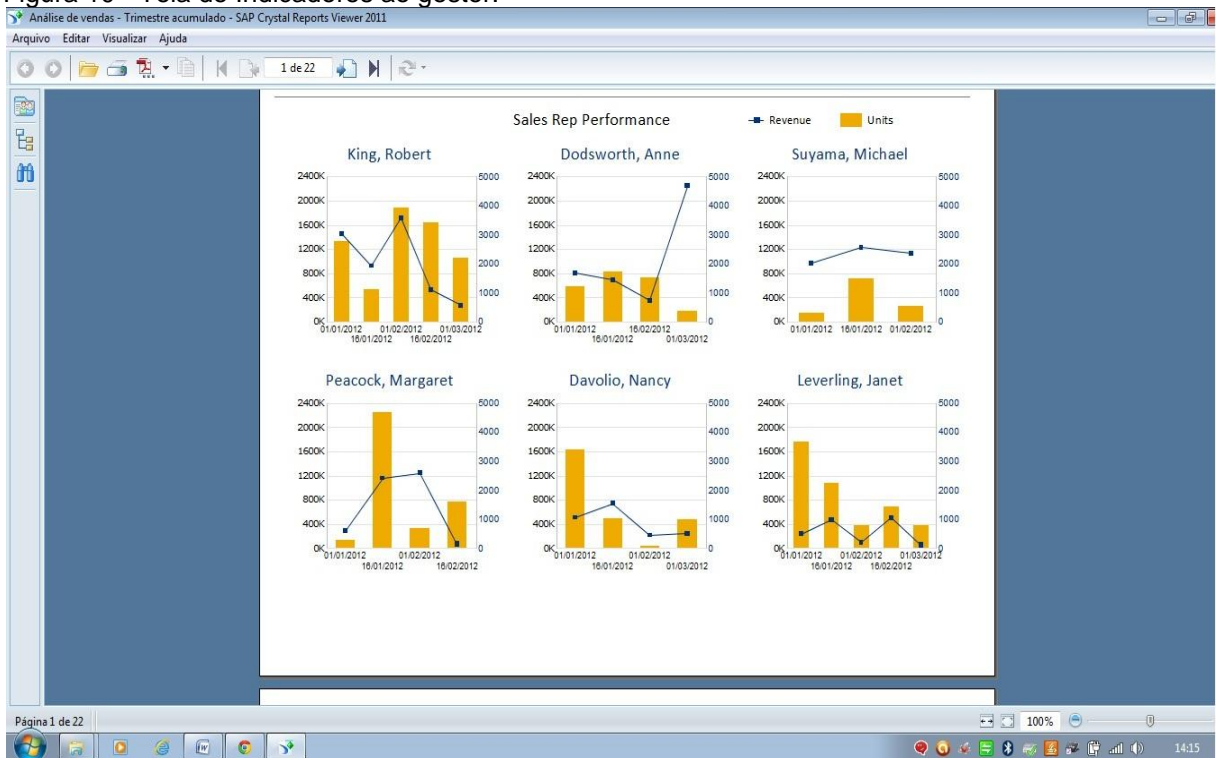 Figura 10 - Tela de Indicadores ao gestor.
Análise de vendas - Trimestre acumulado - SAP Crystal Reports Viewer 2011
Arquivo Editar Visualizar Ajuda
1 de 22
Sales Rep Performance Revenue Units
King, Robert Dodsworth, Anne Suyama, Michael
2400K 5000 2400K 5000 2400K 5000
2000K 4000 2000K 4000 2000K 4000
1600K 3000 1600K 3000 1600K 3000
1200K 2000 1200K 2000 1200K 2000
800K 1000 800K 1000 800K 1000
400K 400K 400K
0K 0 0K 0 0K 0
01/01/2012 01/02/2012 01/03/2012 01/01/2012 16/02/2012 01/01/2012 16/01/2012 01/02/2012
16/01/2012 16/02/2012 16/01/2012 01/03/2012
Peacock, Margaret Davolio, Nancy Leverling, Janet
2400K 5000 2400K 5000 2400K 5000
2000K 4000 2000K 4000 2000K 4000
1600K 3000 1600K 3000 1600K 3000
1200K 2000 1200K 2000 1200K 2000
800K 1000 800K 1000 800K 1000
400K 400K 400K
0K 0 0K 0 0K 0
01/01/2012 01/02/2012 01/01/2012 01/02/2012 01/01/2012 01/02/2012 01/03/2012
16/01/2012 16/02/2012 16/01/2012 01/03/2012 16/01/2012 16/02/2012
Página 1 de 22 100%
14:15